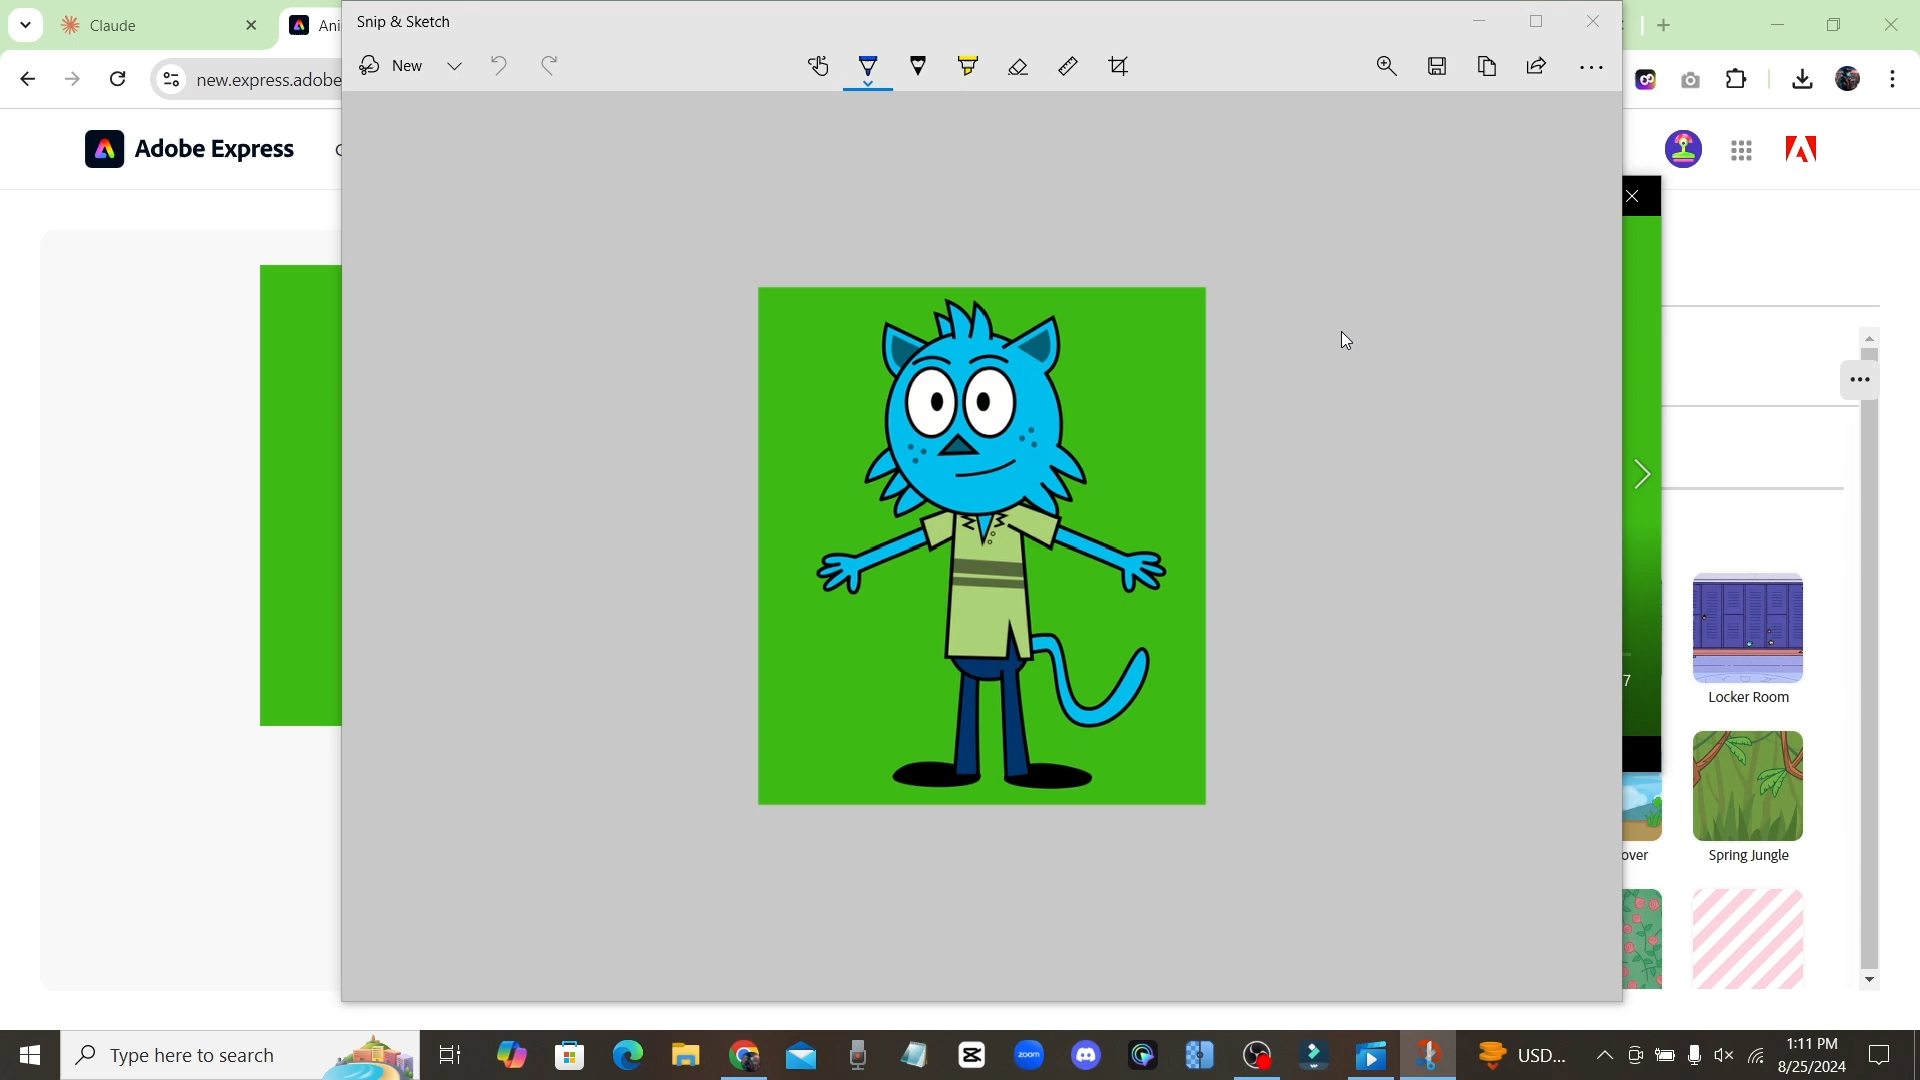 Claude
Ani
Snip & Sketch
new.express.adobe
New
Adobe Express
C
7
Locker Room
over
Spring Jungle
Type here to search
zoom
USD...
1:11 PM
8/25/2024